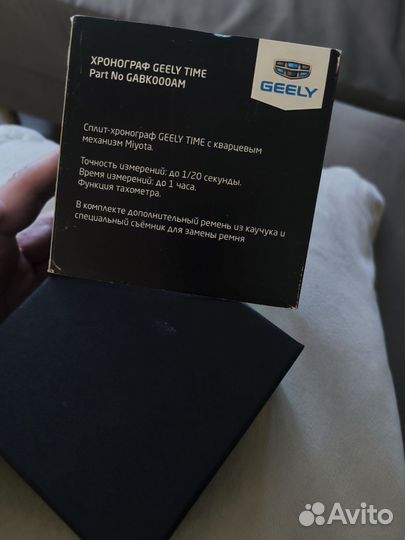 ХРОНОГРАФ GEELY TIME
Part No GABK000AM
GEELY
Сплит-хронограф GEELY TIME с кварцевым
механизм Miyota.
Точность измерений: до 1/20 секунды.
Время измерений: до 1 часа.
Функция тахометра.
В комплекте дополнительный ремень из каучука и
специальный съёмник для замены ремня
Avito